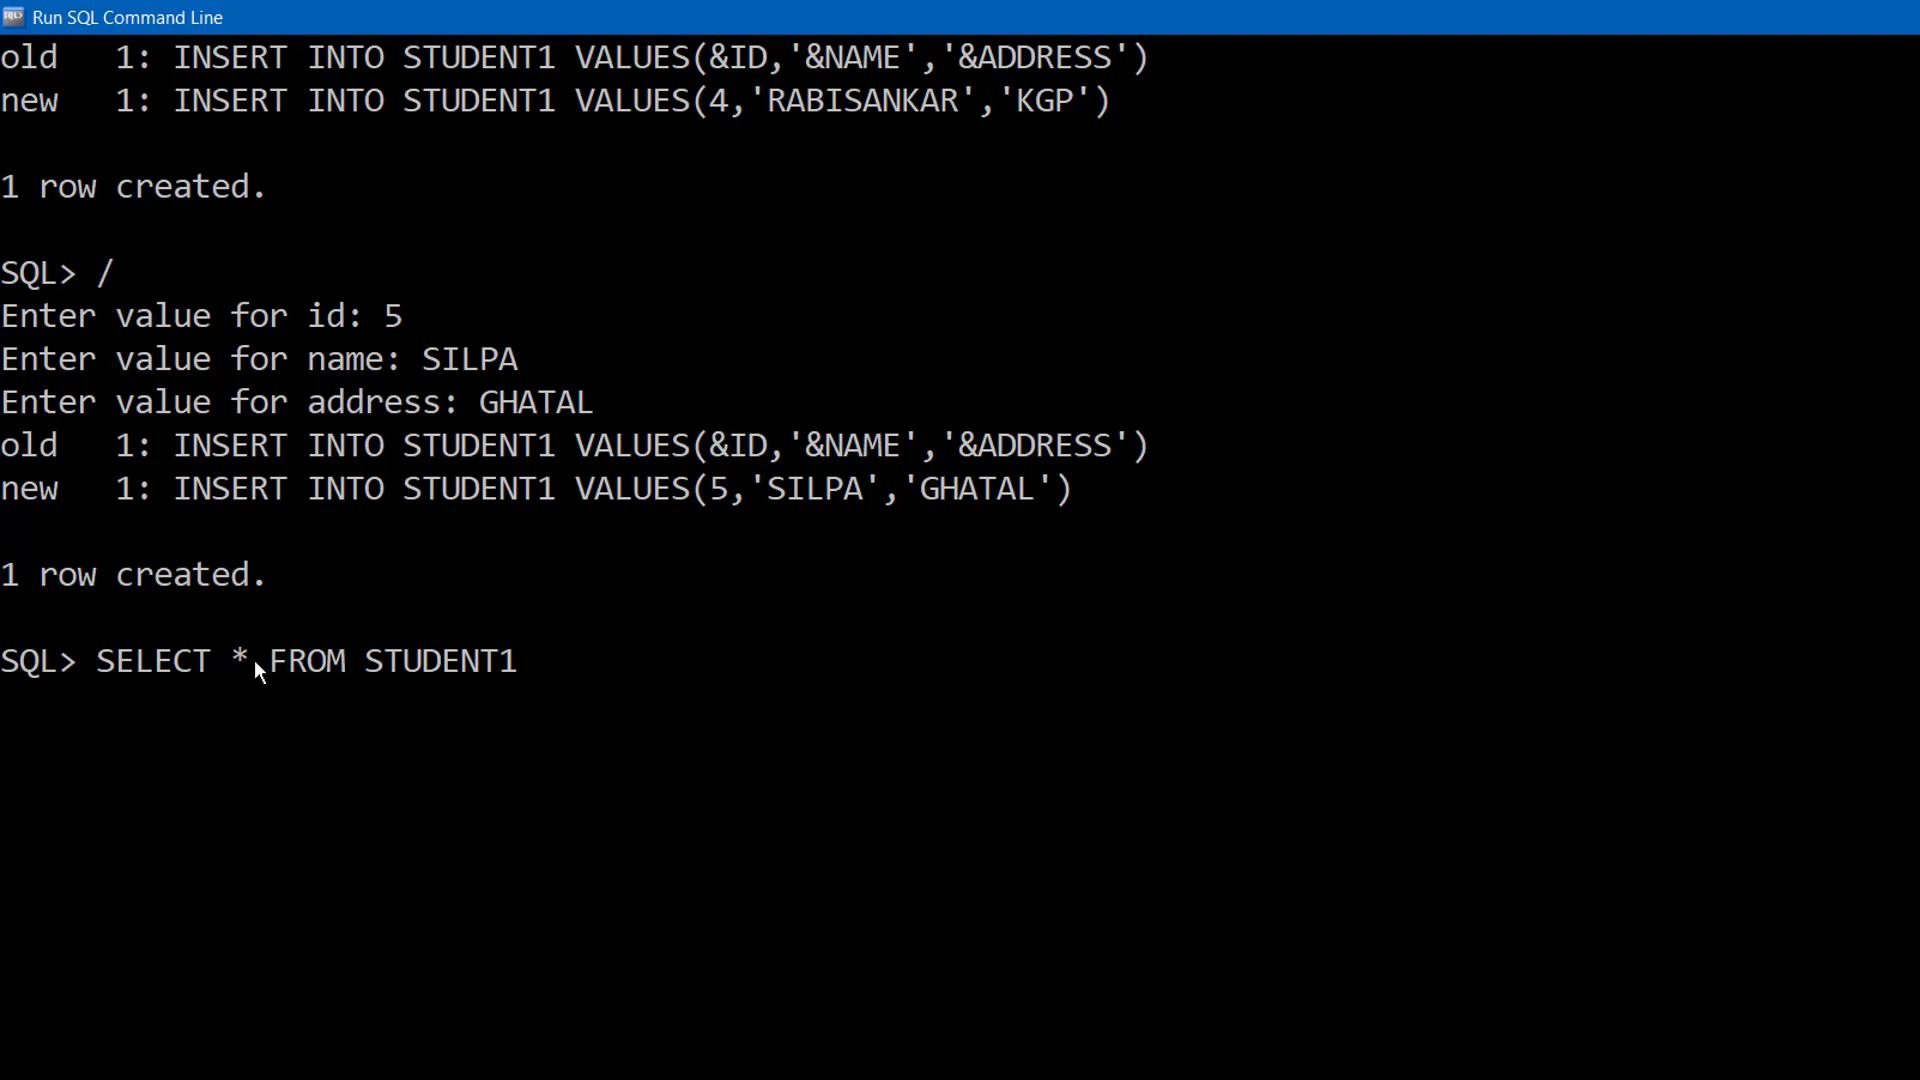 Run SQL Command Line
old   1: INSERT INTO STUDENT1 VALUES(&ID,'&NAME','&ADDRESS')
new   1: INSERT INTO STUDENT1 VALUES(4,'RABISANKAR','KGP')
1 row created.
SQL> /
Enter value for id: 5
Enter value for name: SILPA
Enter value for address: GHATAL
old   1: INSERT INTO STUDENT1 VALUES(&ID,'&NAME','&ADDRESS')
new   1: INSERT INTO STUDENT1 VALUES(5,'SILPA','GHATAL')
1 row created.
SQL> SELECT * FROM STUDENT1